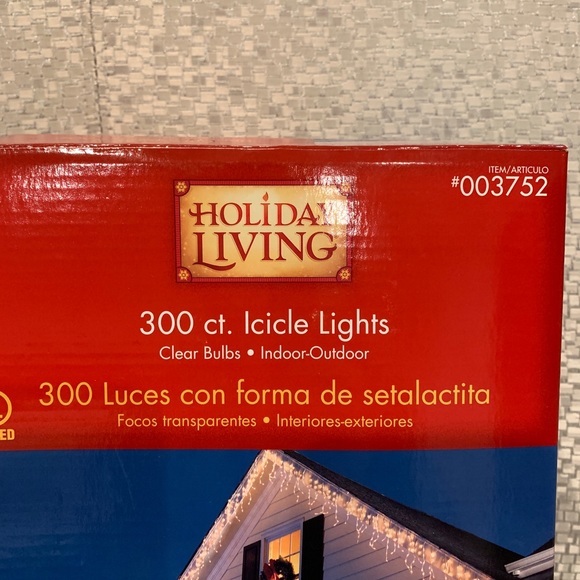 ITEM/ARTICULO
#003752
HOLIDAY
LIVING
300 ct. Icicle Lights
Clear Bulbs • Indoor-Outdoor
300 Luces con forma de setalactita
Focos transparentes • Interiores-exteriores